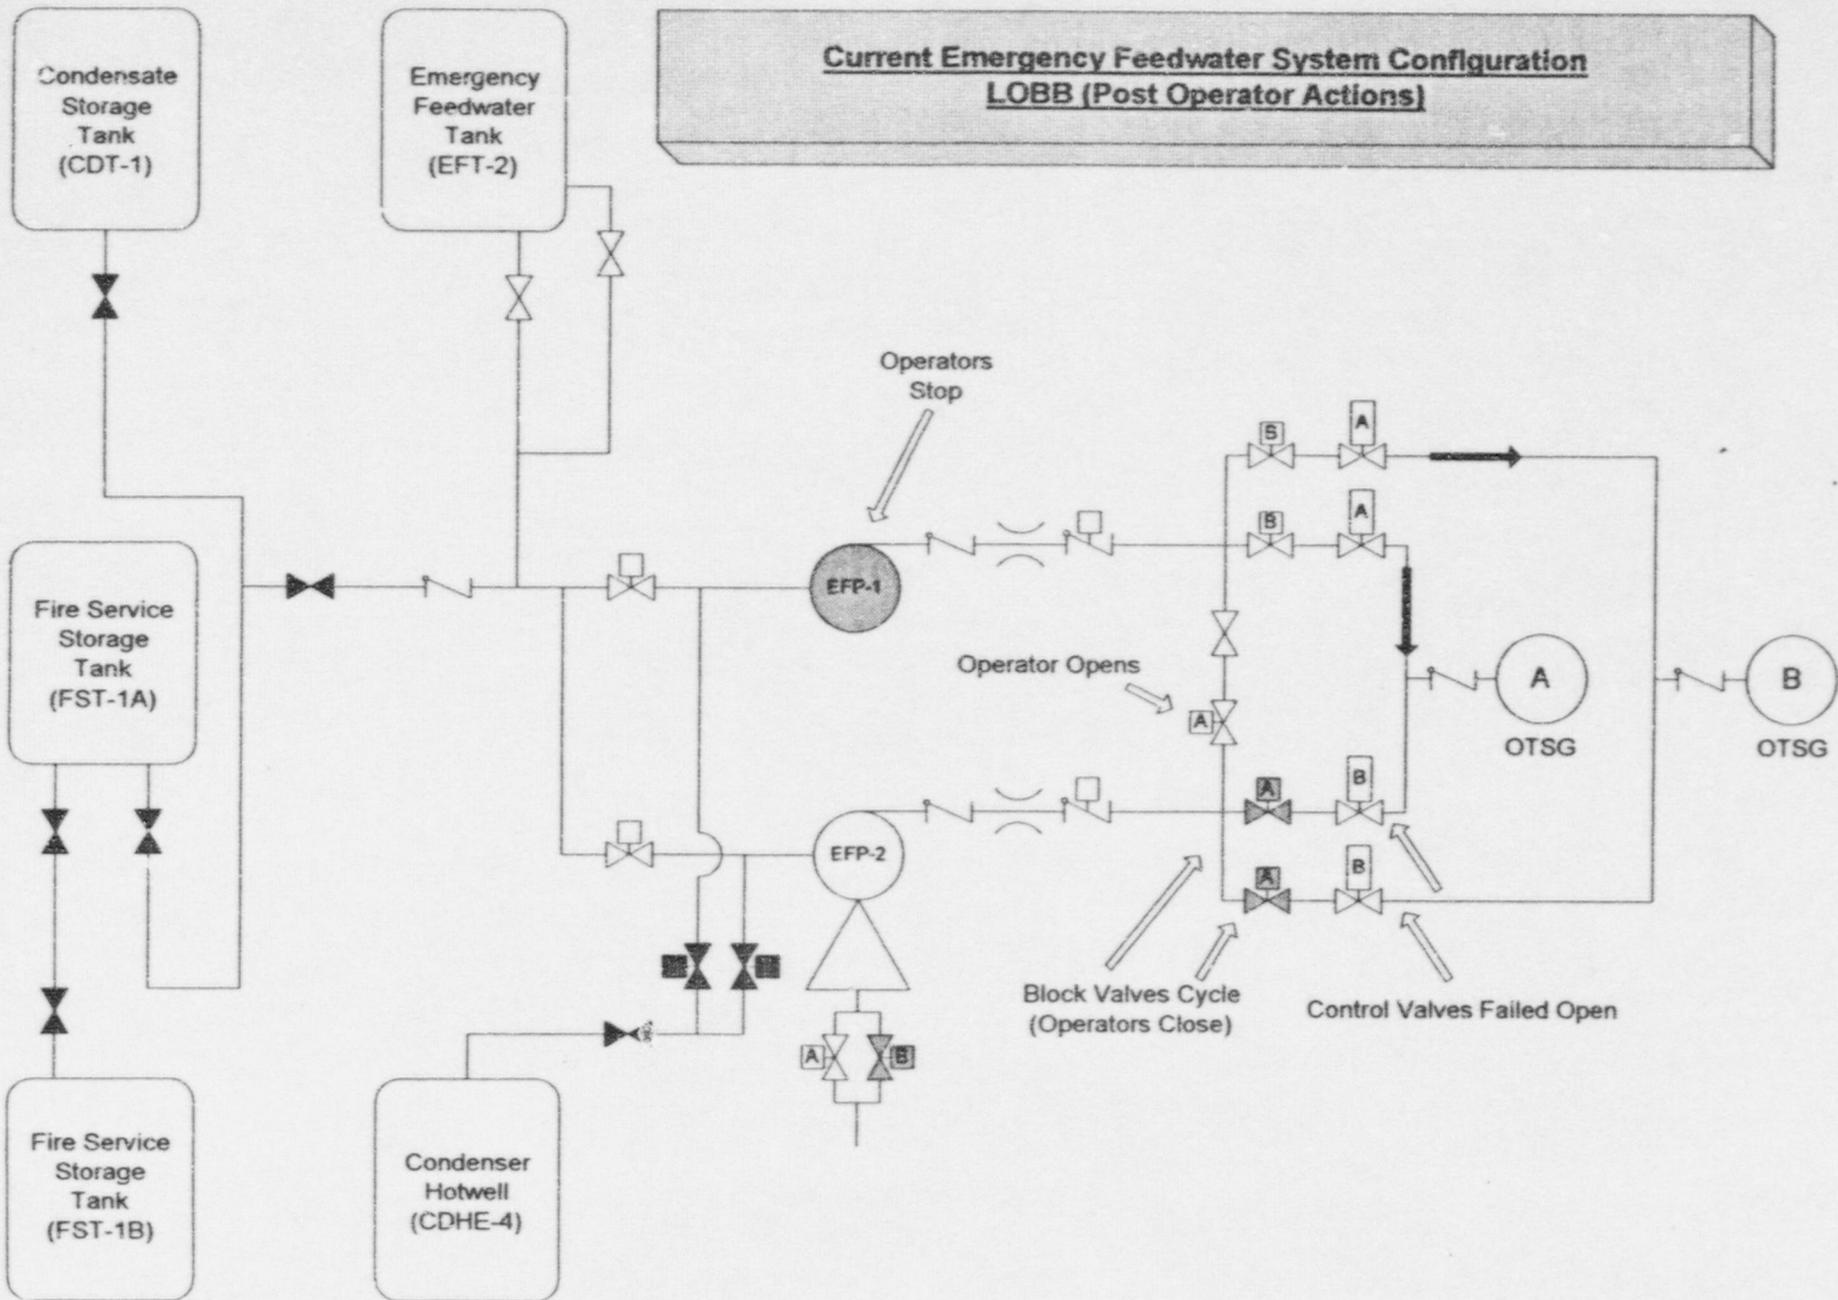 Current Emergency Feedwater System Configuration
LOBB (Post Operator Actions)
Condensate
Storage
Tank
(CDT-1)
Emergency
Feedwater
Tank
(EFT-2)
Operators
Stop
B
A
B
A
EFP-1
Fire Service
Storage
Tank
(FST-1A)
Operator Opens
A
A
OTSG
B
OTSG
A
B
EFP-2
A
B
Block Valves Cycle
(Operators Close)
Control Valves Failed Open
A
B
Fire Service
Storage
Tank
(FST-1B)
Condenser
Hotwell
(CDHE-4)